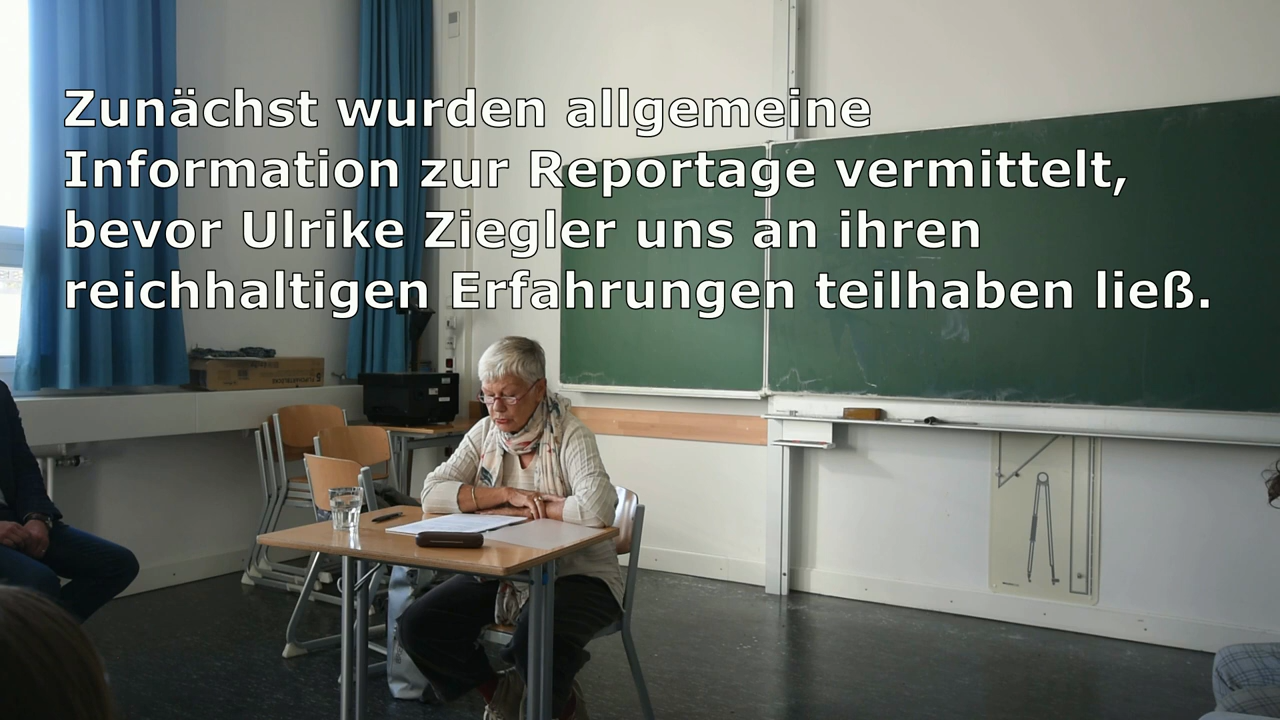 Zunächst wurden allgemeine
Information zur Reportage vermittelt,
bevor Ulrike Ziegler uns an ihren
reichhaltigen Erfahrungen teilhaben ließ.